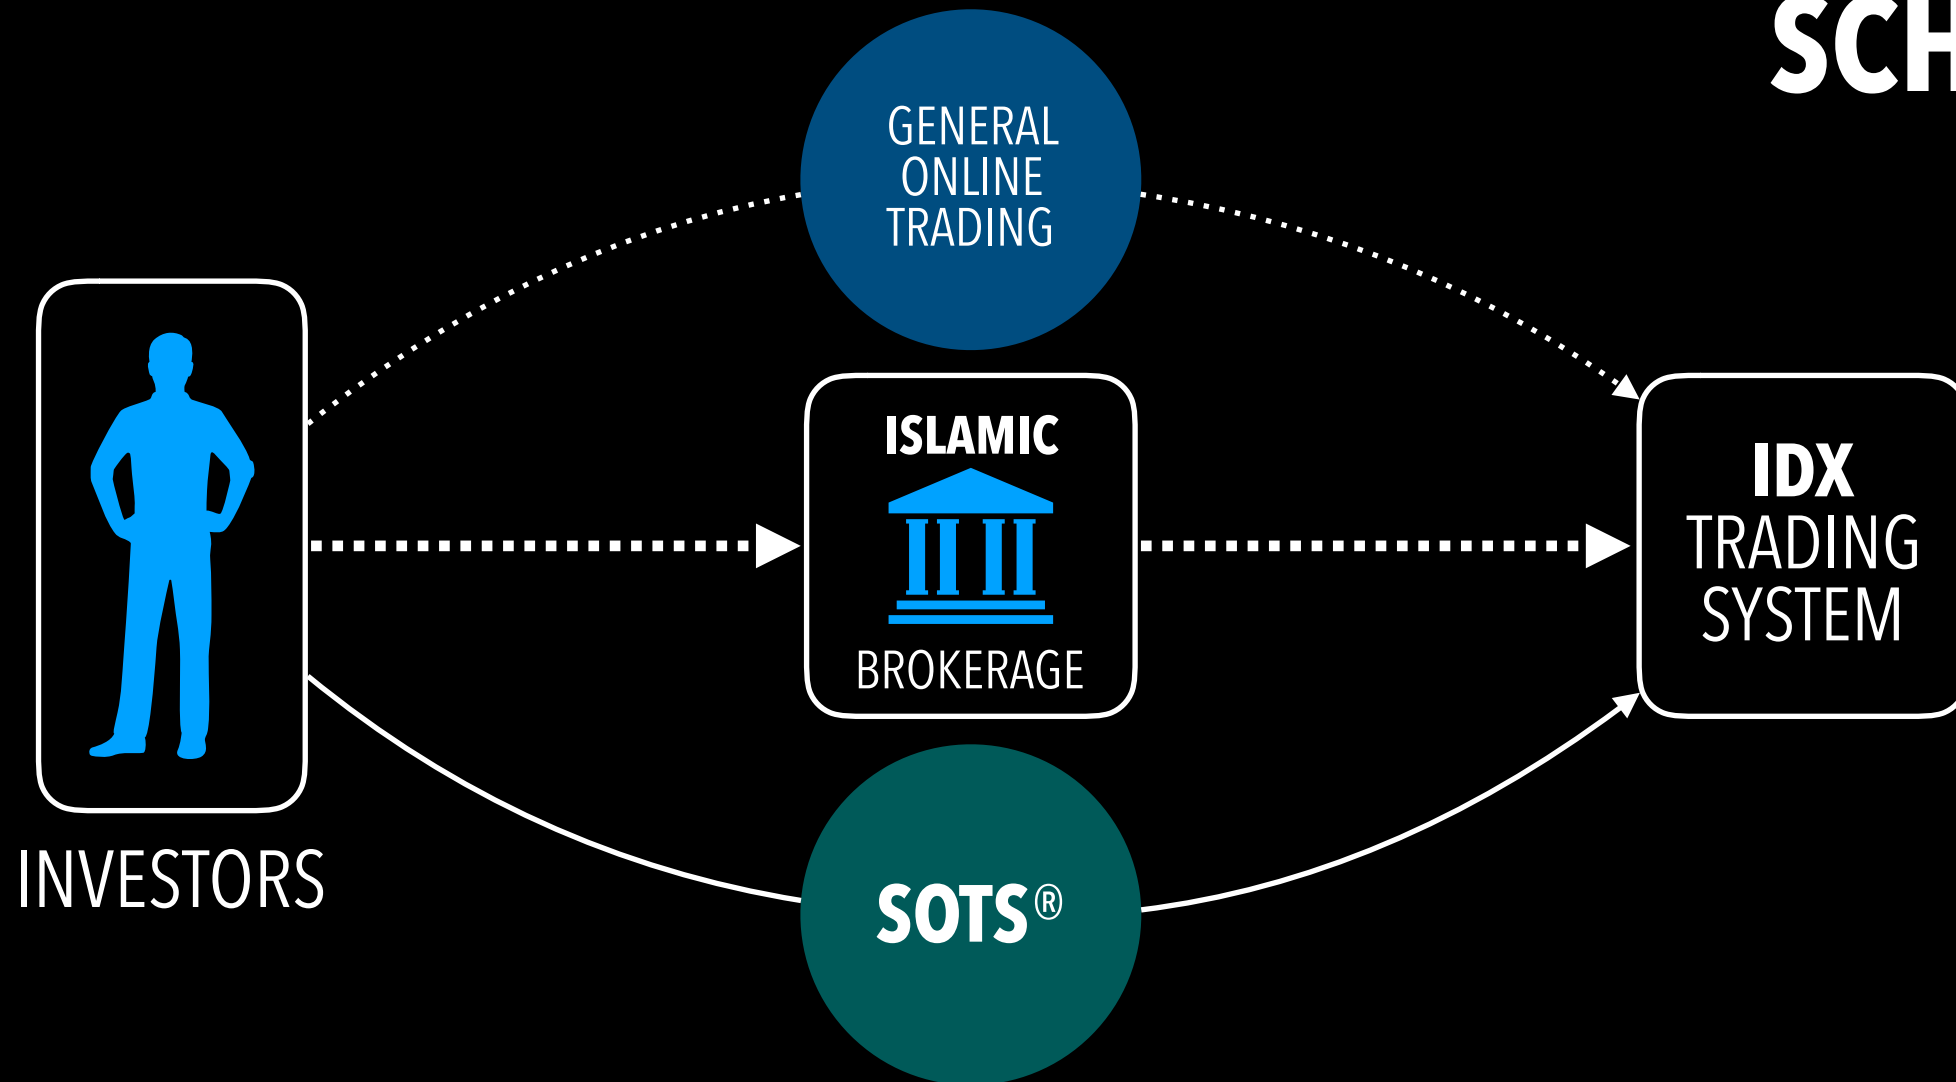 SCH
GENERAL
ONLINE
TRADING
ISLAMIC
BROKERAGE
IDX
TRADING
SYSTEM
INVESTORS
SOTS®